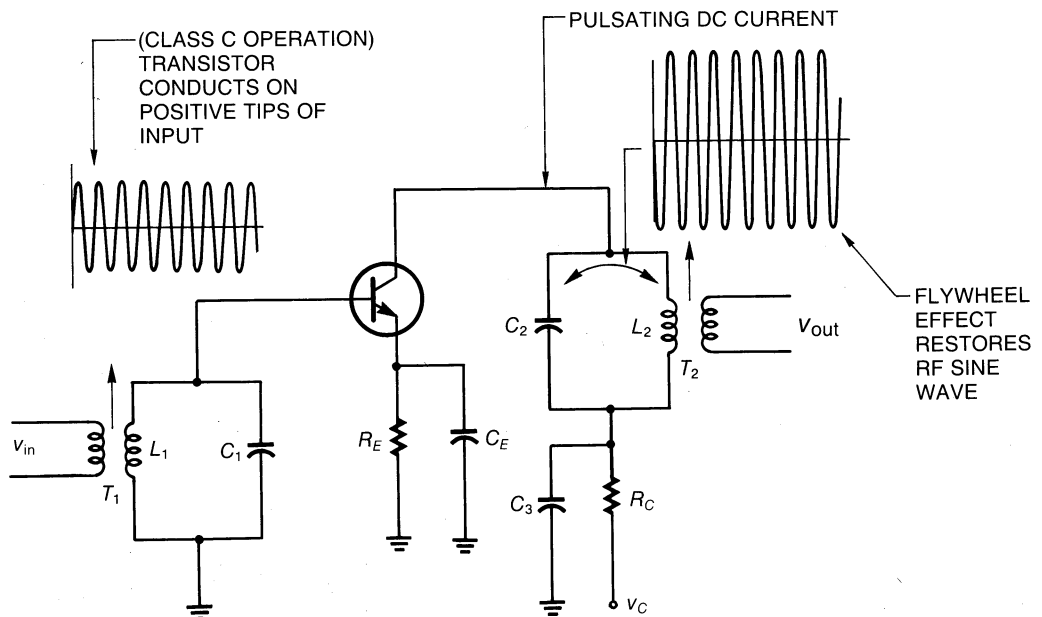 PULSATING DC CURRENT
(CLASS C OPERATION)
TRANSISTOR
CONDUCTS ON
POSITIVE TIPS OF
INPUT
FLYWHEEL
EFFECT
RESTORES
RF SINE
WAVE
C2
L2
T2
vout
vin
T1
L1
C1
RE
CE
C3
RC
vC